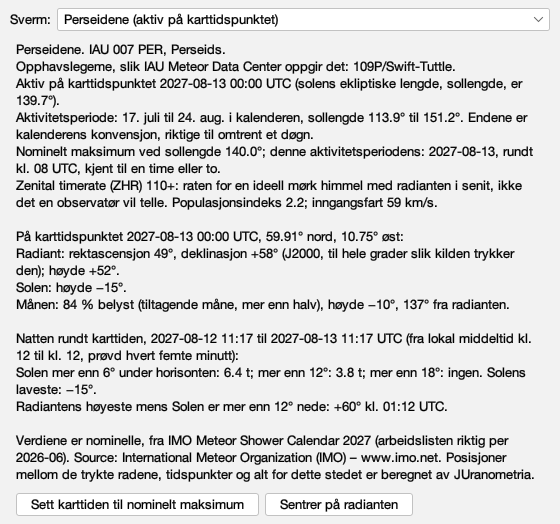 Sverm: Perseidene (aktiv på karttidspunktet)
Perseidene. IAU 007 PER, Perseids.
Opphavslegeme, slik IAU Meteor Data Center oppgir det: 109P/Swift-Tuttle.
Aktiv på karttidspunktet 2027-08-13 00:00 UTC (solens ekliptiske lengde, sollengde, er
139.7°).
Aktivitetsperiode: 17. juli til 24. aug. i kalenderen, sollengde 113.9° til 151.2°. Endene er
kalenderens konvensjon, riktige til omtrent et døgn.
Nominelt maksimum ved sollengde 140.0°; denne aktivitetsperiodens: 2027-08-13, rundt
kl. 08 UTC, kjent til en time eller to.
Zenital timerate (ZHR) 110+: raten for en ideell mørk himmel med radianten i senit, ikke
det en observatør vil telle. Populasjonsindeks 2.2; inngangsfart 59 km/s.
På karttidspunktet 2027-08-13 00:00 UTC, 59.91° nord, 10.75° øst:
Radiant: rektascensjon 49°, deklinasjon +58° (J2000, til hele grader slik kilden trykker
den); høyde +52°.
Solen: høyde −15°.
Månen: 84 % belyst (tiltagende måne, mer enn halv), høyde −10°, 137° fra radianten.
Natten rundt karttiden, 2027-08-12 11:17 til 2027-08-13 11:17 UTC (fra lokal middeltid kl.
12 til kl. 12, prøvd hvert femte minutt):
Solen mer enn 6° under horisonten: 6.4 t; mer enn 12°: 3.8 t; mer enn 18°: ingen. Solens
laveste: −15°.
Radiantens høyeste mens Solen er mer enn 12° nede: +60° kl. 01:12 UTC.
Verdiene er nominelle, fra IMO Meteor Shower Calendar 2027 (arbeidslisten riktig per
2026-06). Source: International Meteor Organization (IMO) – www.imo.net. Posisjoner
mellom de trykte radene, tidspunkter og alt for dette stedet er beregnet av JUranometria.
Sett karttiden til nominelt maksimum Sentrer på radianten